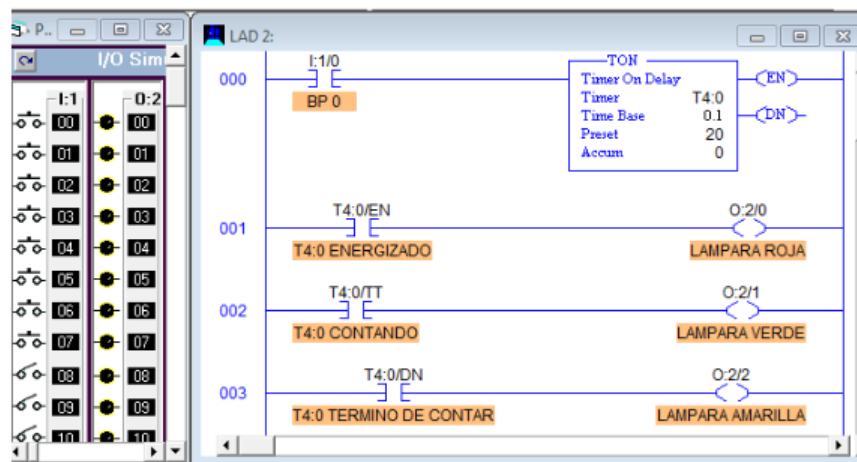 P..
I/O Sim
I:1
O:2
00 00
01 01
02 02
03 03
04 04
05 05
06 06
07 07
08 08
09 09
10 10
LAD 2:
000
I:1/0
BP 0
TON
Timer On Delay
Timer T4:0
Time Base 0.1
Preset 20
Accum 0
EN
DN
001
T4:0/EN
T4:0 ENERGIZADO
O:2/0
LAMPARA ROJA
002
T4:0/TT
T4:0 CONTANDO
O:2/1
LAMPARA VERDE
003
T4:0/DN
T4:0 TERMINO DE CONTAR
O:2/2
LAMPARA AMARILLA